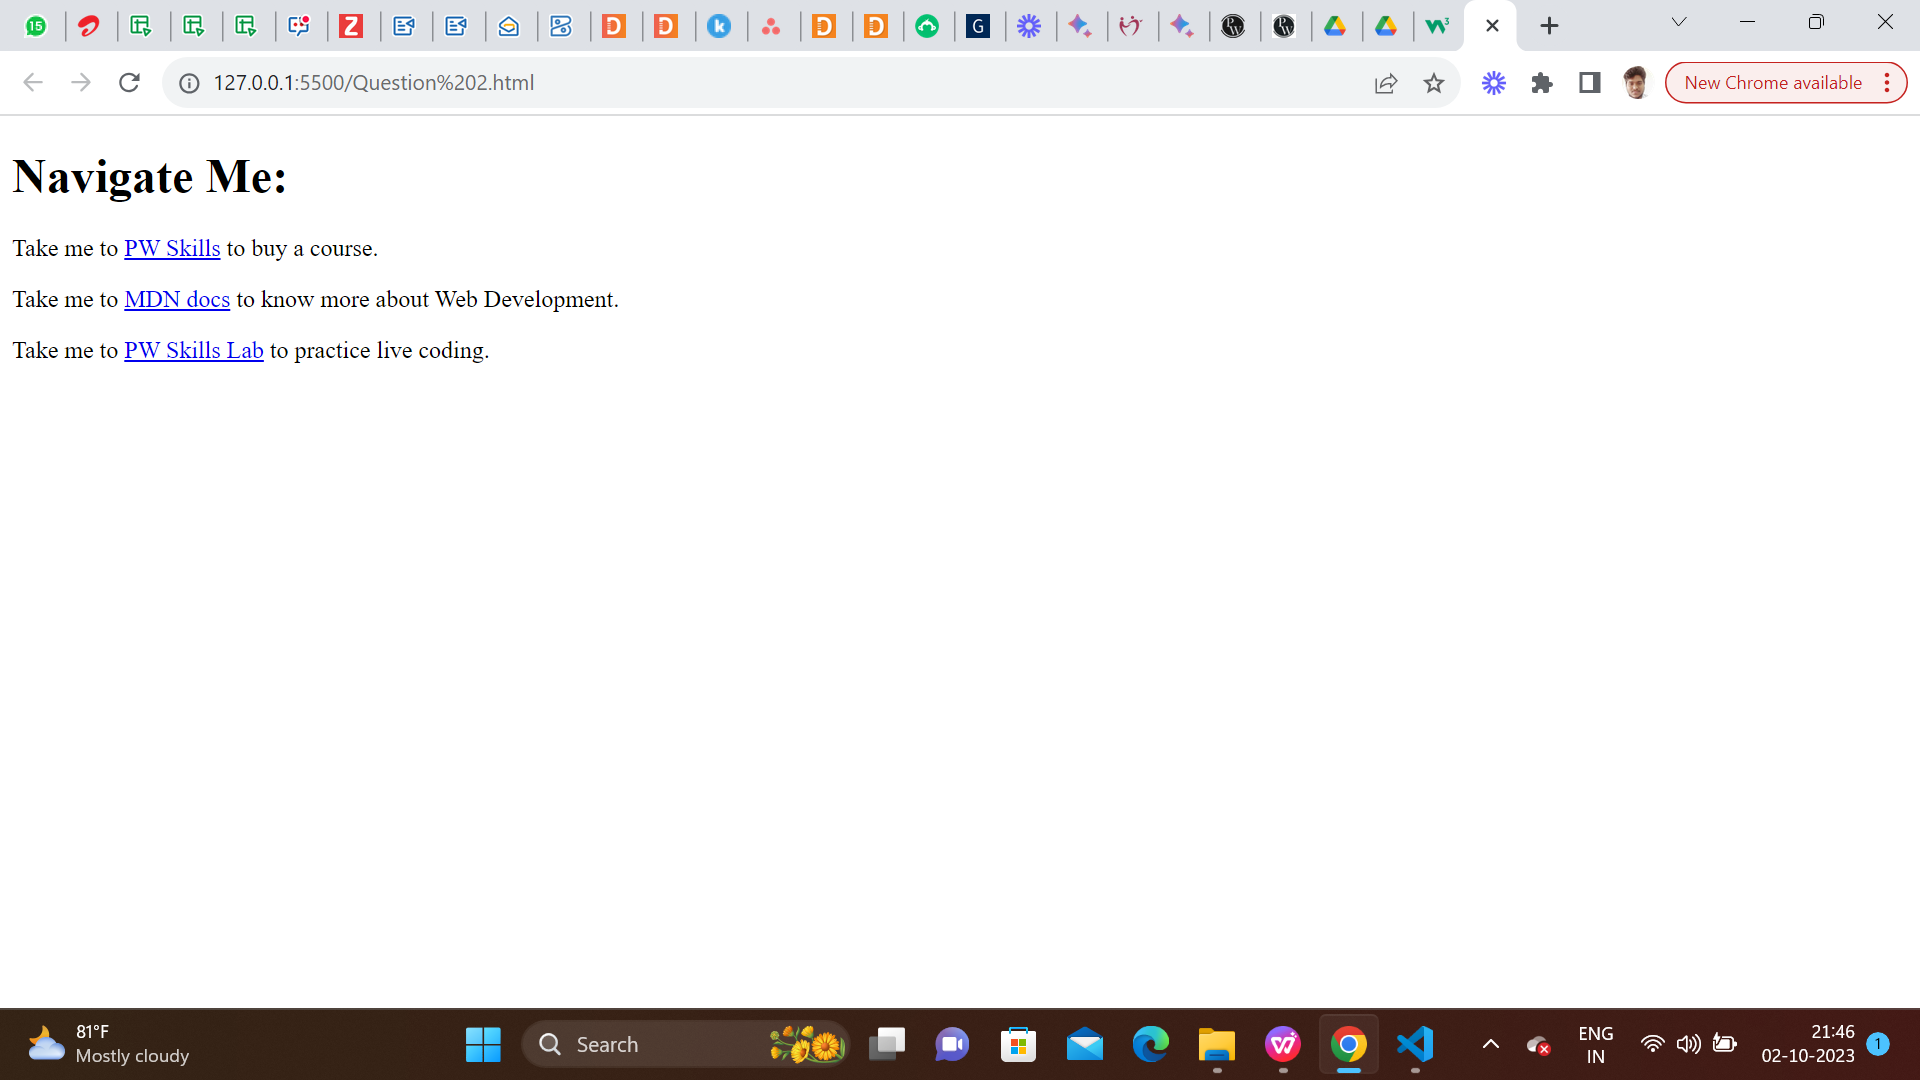 15
127.0.0.1:5500/Question%202.html
New Chrome available
Navigate Me:
Take me to PW Skills to buy a course.
Take me to MDN docs to know more about Web Development.
Take me to PW Skills Lab to practice live coding.
81°F
Mostly cloudy
Search
ENG
IN
21:46
02-10-2023
1